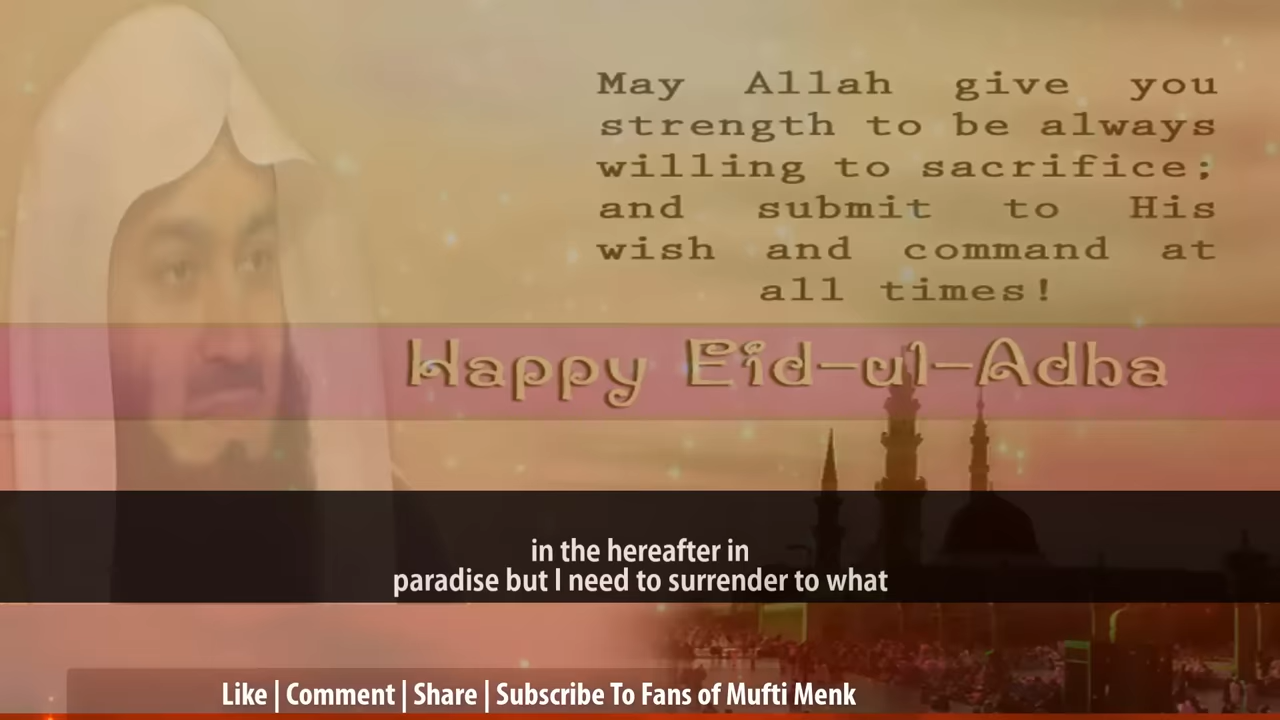 May Allah give you
strength to be always
willing to sacrifice;
and submit to His
wish and command at
all times!
Happy Eid-ul-Adha
in the hereafter in
paradise but I need to surrender to what
Like | Comment | Share | Subscribe To Fans of Mufti Menk